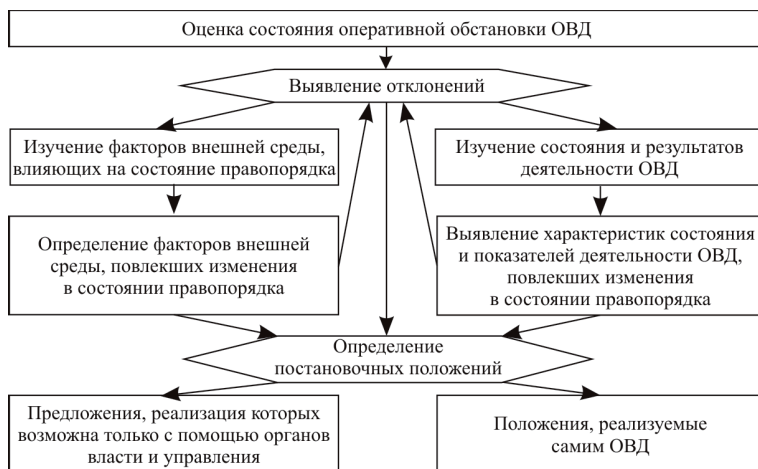 Оценка состояния оперативной обстановки ОВД
Выявление отклонений
Изучение факторов внешней среды,
влияющих на состояние правопорядка
Изучение состояния и результатов
деятельности ОВД
Определение факторов внешней
среды, повлекших изменения
в состоянии правопорядка
Выявление характеристик состояния
и показателей деятельности ОВД,
повлекших изменения
в состоянии правопорядка
Определение
постановочных положений
Предложения, реализация которых
возможна только с помощью органов
власти и управления
Положения, реализуемые
самим ОВД